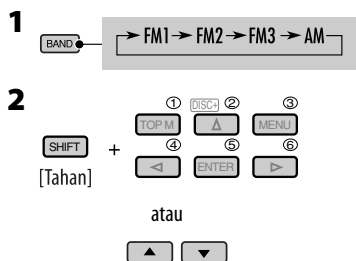 1
BAND FM1 → FM2 → FM3 → AM
2
① DISC+ ② ③
TOP M MENU
SHIFT + ④ ⑤ ⑥
[Tahan] ENTER
atau